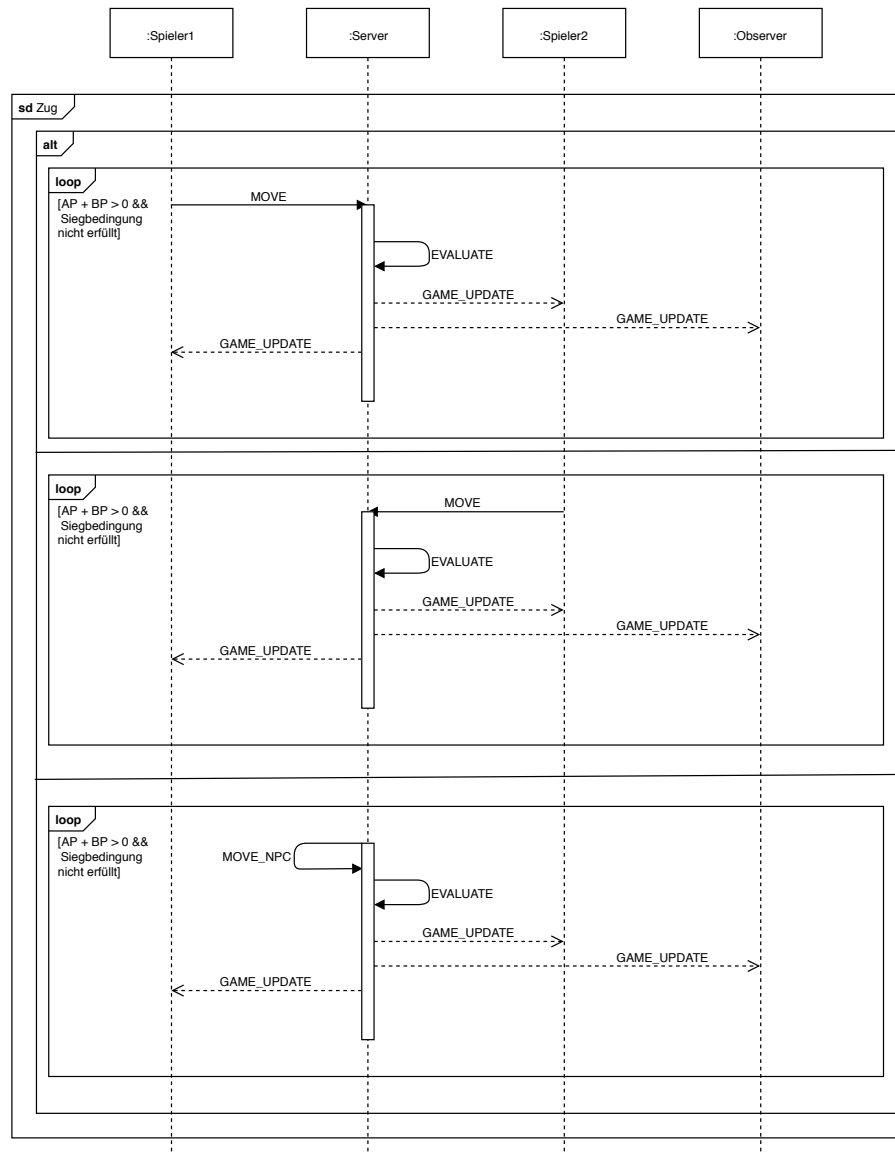 :Spieler1
:Server
:Spieler2
:Observer
sd Zug
alt
loop
[AP + BP > 0 &&
Siegbedingung
nicht erfüllt]
MOVE
EVALUATE
GAME_UPDATE
GAME_UPDATE
GAME_UPDATE
loop
[AP + BP > 0 &&
Siegbedingung
nicht erfüllt]
MOVE
EVALUATE
GAME_UPDATE
GAME_UPDATE
GAME_UPDATE
loop
[AP + BP > 0 &&
Siegbedingung
nicht erfüllt]
MOVE_NPC
EVALUATE
GAME_UPDATE
GAME_UPDATE
GAME_UPDATE